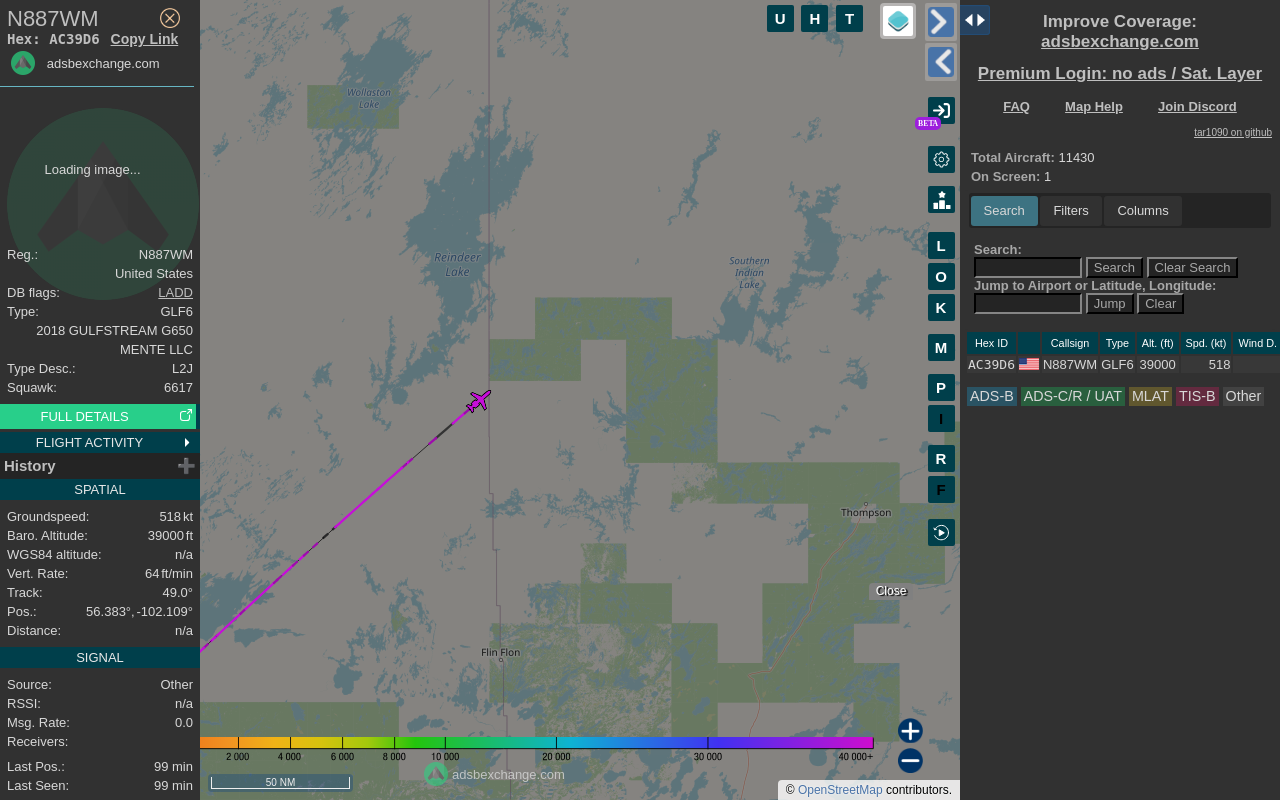 N887WM
Hex: AC39D6 Copy Link
adsbexchange.com
Loading image...
Reg.: N887WM
United States
DB flags: LADD
Type: GLF6
2018 GULFSTREAM G650
MENTE LLC
Type Desc.: L2J
Squawk: 6617
FULL DETAILS
FLIGHT ACTIVITY
History
SPATIAL
Groundspeed: 518 kt
Baro. Altitude: 39000 ft
WGS84 altitude: n/a
Vert. Rate: 64 ft/min
Track: 49.0°
Pos.: 56.383°, -102.109°
Distance: n/a
SIGNAL
Source: Other
RSSI: n/a
Msg. Rate: 0.0
Receivers:
Last Pos.: 99 min
Last Seen: 99 min
Wollaston
Lake
Reindeer
Lake
Southern
Indian
Lake
Thompson
Flin Flon
Close
2 000 4 000 6 000 8 000 10 000 20 000 30 000 40 000+
50 NM
adsbexchange.com
© OpenStreetMap contributors.
U H T
BETA
L
O
K
M
P
I
R
F
Improve Coverage:
adsbexchange.com
Premium Login: no ads / Sat. Layer
FAQ Map Help Join Discord
tar1090 on github
Total Aircraft: 11430
On Screen: 1
Search Filters Columns
Search:
Search Clear Search
Jump to Airport or Latitude, Longitude:
Jump Clear
Hex ID Callsign Type Alt. (ft) Spd. (kt) Wind D.
AC39D6 N887WM GLF6 39000 518
ADS-B ADS-C/R / UAT MLAT TIS-B Other